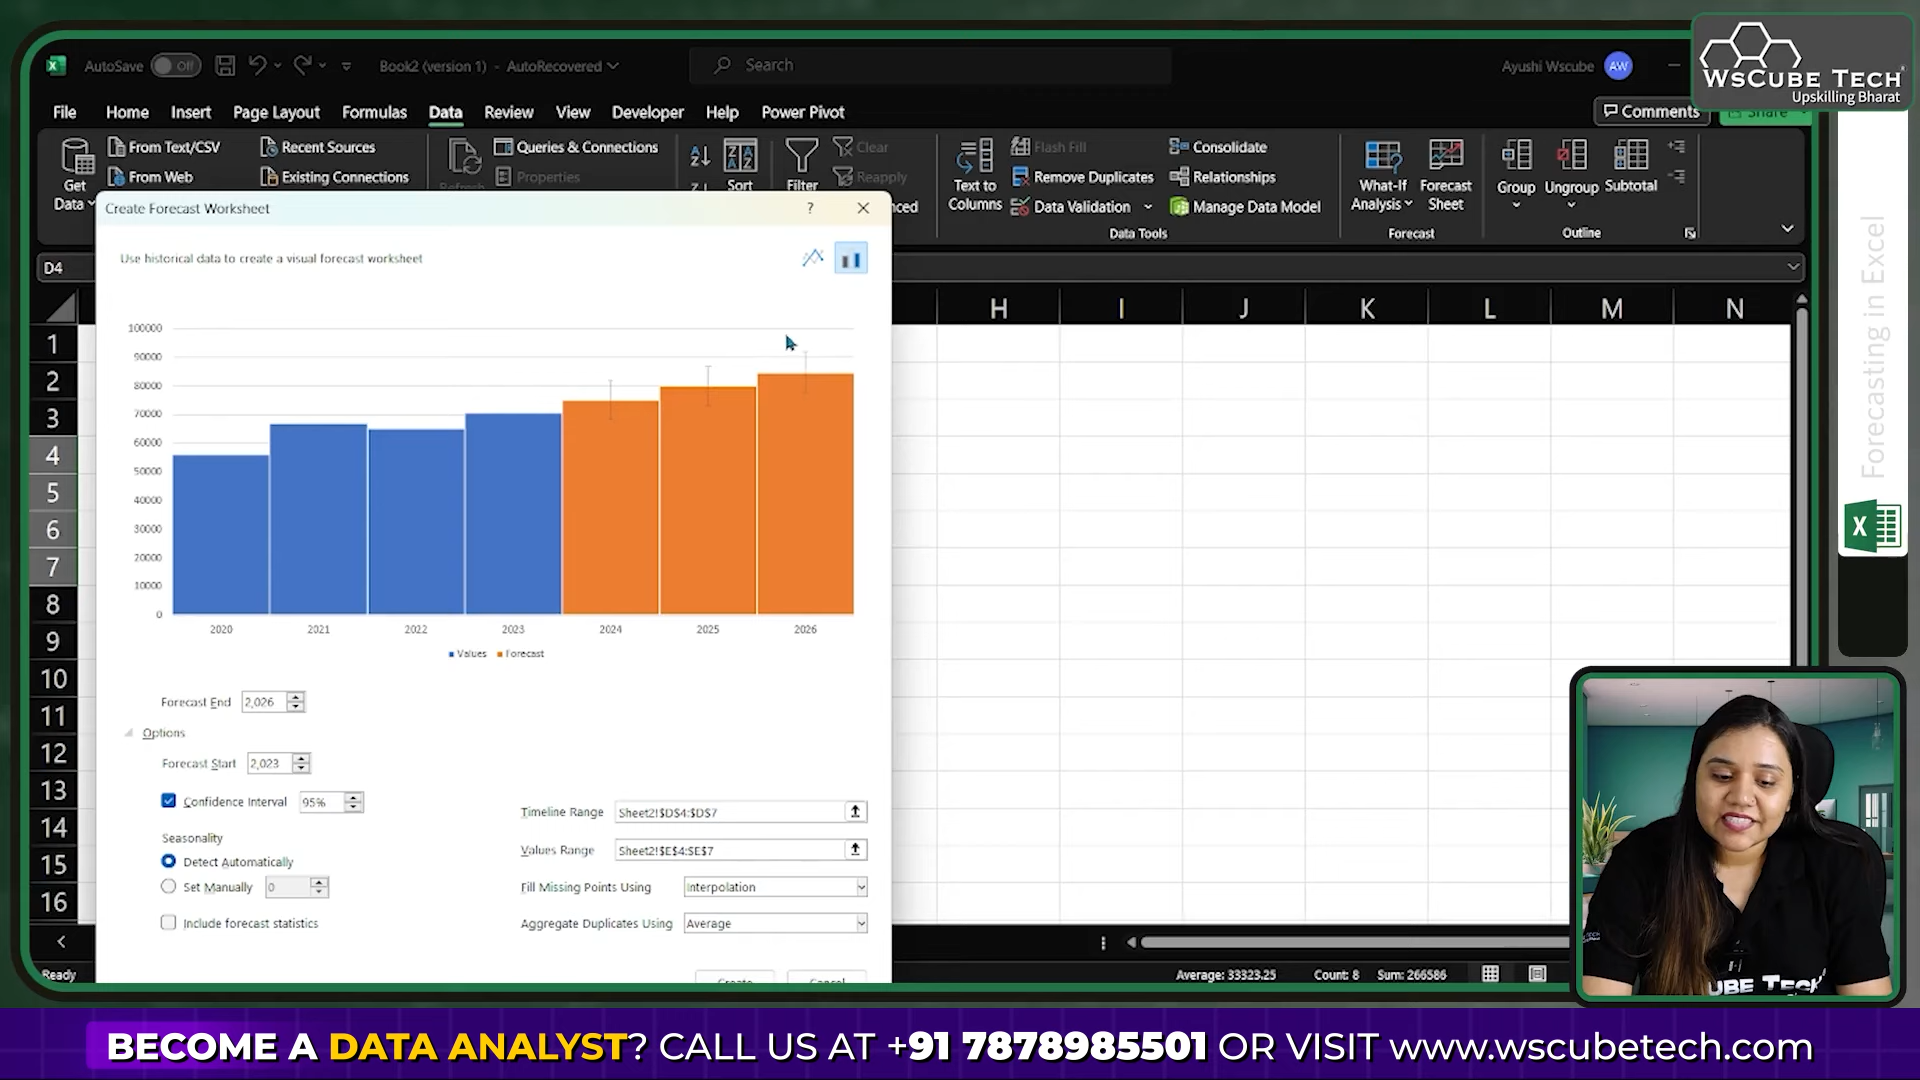 WsCube Tech
Upskilling Bharat
AutoSave Off Book2 (version 1) - AutoRecovered Search Ayushi Wscube AW
File Home Insert Page Layout Formulas Data Review View Developer Help Power Pivot Comments Share
Get Data
From Text/CSV
From Web
Recent Sources
Existing Connections
Queries & Connections
Properties
Sort
Filter
Clear
Reapply
Text to Columns
Flash Fill
Remove Duplicates
Data Validation
Consolidate
Relationships
Manage Data Model
Data Tools
What-If Analysis
Forecast Sheet
Forecast
Group
Ungroup
Subtotal
Outline
D4
Create Forecast Worksheet ?
Use historical data to create a visual forecast worksheet
100000
90000
80000
70000
60000
50000
40000
30000
20000
10000
0
2020 2021 2022 2023 2024 2025 2026
Values Forecast
Forecast End 2,026
Options
Forecast Start 2,023
Confidence Interval 95%
Seasonality
Detect Automatically
Set Manually 0
Include forecast statistics
Timeline Range Sheet2!$D$4:$D$7
Values Range Sheet2!$E$4:$E$7
Fill Missing Points Using Interpolation
Aggregate Duplicates Using Average
Create Cancel
H I J K L M N
1
2
3
4
5
6
7
8
9
10
11
12
13
14
15
16
Ready Average: 33323.25 Count: 8 Sum: 266586
Forecasting in Excel
X
BECOME A DATA ANALYST? CALL US AT +91 7878985501 OR VISIT www.wscubetech.com